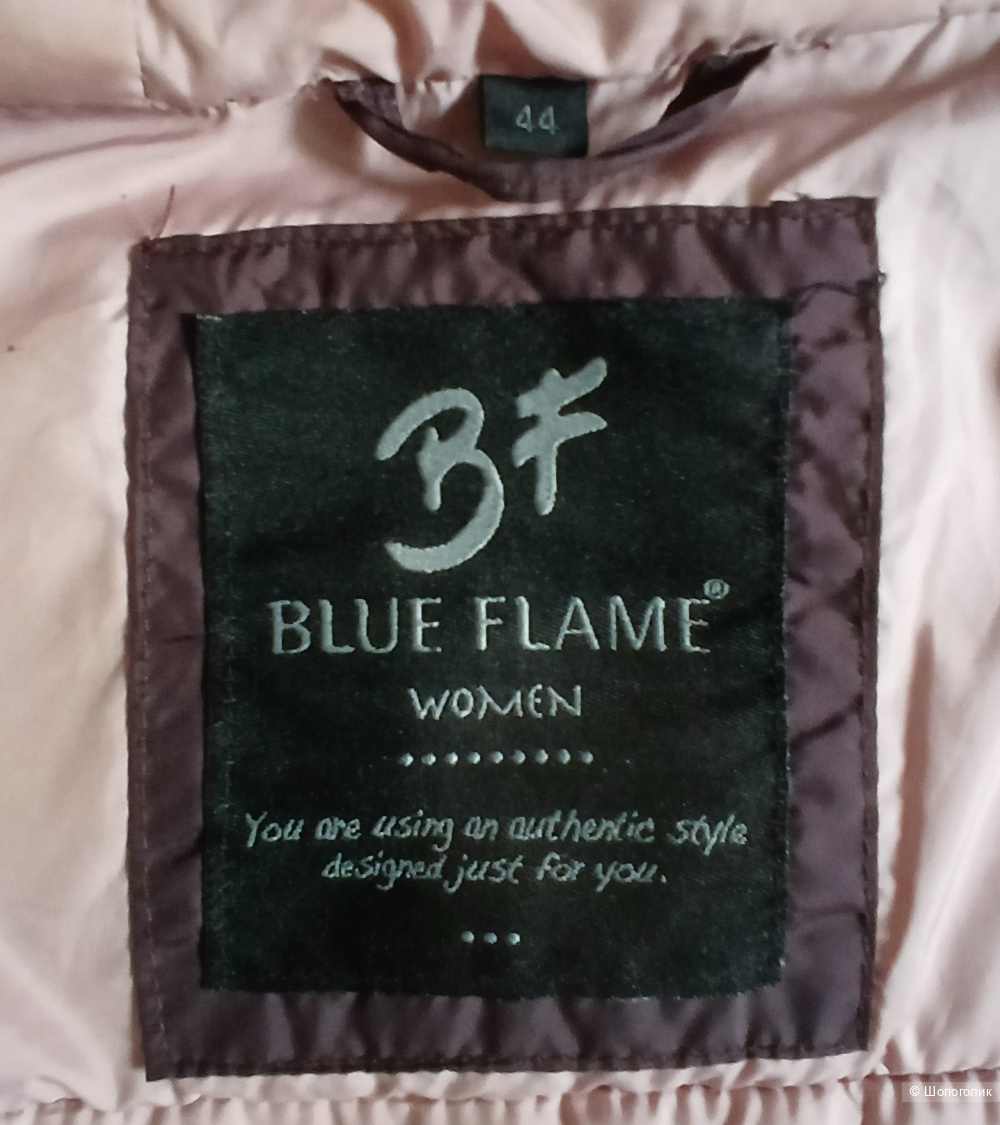 44
BF
BLUE FLAME®
WOMEN
You are using an authentic style
designed just for you.
© Шопоголик